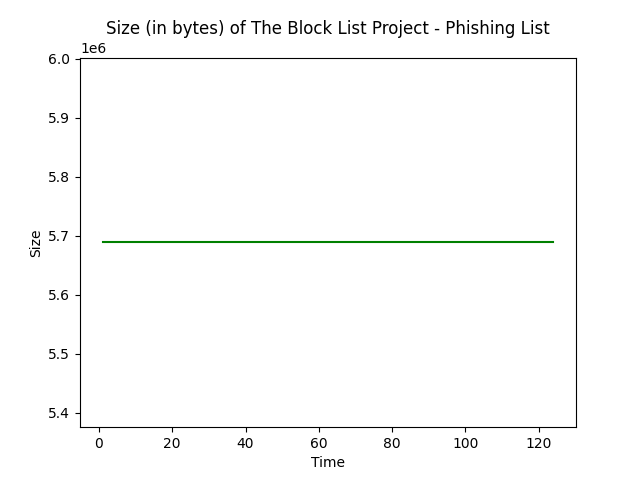 Size (in bytes) of The Block List Project - Phishing List
1e6
6.0
5.9
5.8
5.7
5.6
5.5
5.4
Size
0 20 40 60 80 100 120
Time